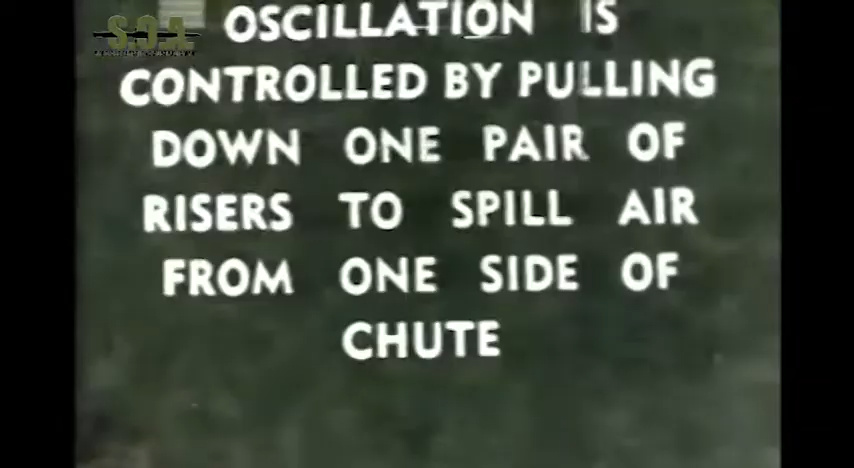 S.O.A.
OSCILLATION IS
CONTROLLED BY PULLING
DOWN ONE PAIR OF
RISERS TO SPILL AIR
FROM ONE SIDE OF
CHUTE